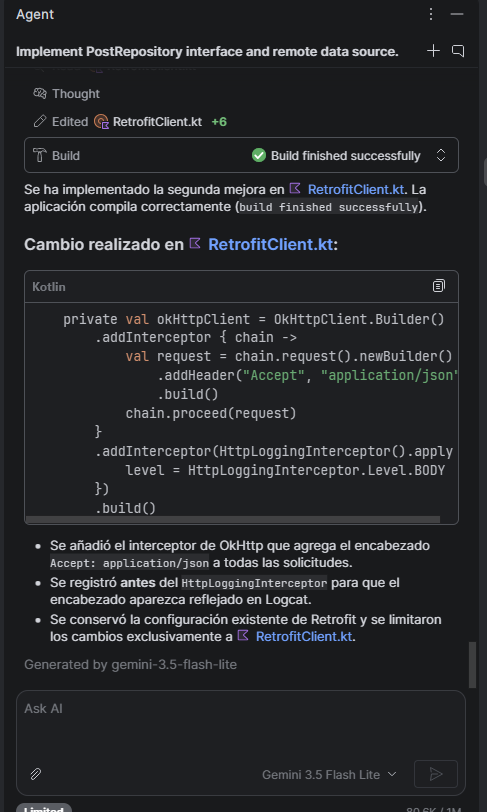 Agent
Implement PostRepository interface and remote data source.
Thought
Edited RetrofitClient.kt +6
Build Build finished successfully
Se ha implementado la segunda mejora en RetrofitClient.kt. La
aplicación compila correctamente (build finished successfully).
Cambio realizado en RetrofitClient.kt:
Kotlin
private val okHttpClient = OkHttpClient.Builder()
.addInterceptor { chain ->
val request = chain.request().newBuilder()
.addHeader("Accept", "application/json"
.build()
chain.proceed(request)
}
.addInterceptor(HttpLoggingInterceptor().apply
level = HttpLoggingInterceptor.Level.BODY
})
.build()
• Se añadió el interceptor de OkHttp que agrega el encabezado
Accept: application/json a todas las solicitudes.
• Se registró antes del HttpLoggingInterceptor para que el
encabezado aparezca reflejado en Logcat.
• Se conservó la configuración existente de Retrofit y se limitaron
los cambios exclusivamente a RetrofitClient.kt.
Generated by gemini-3.5-flash-lite
Ask AI
Gemini 3.5 Flash Lite
Limited